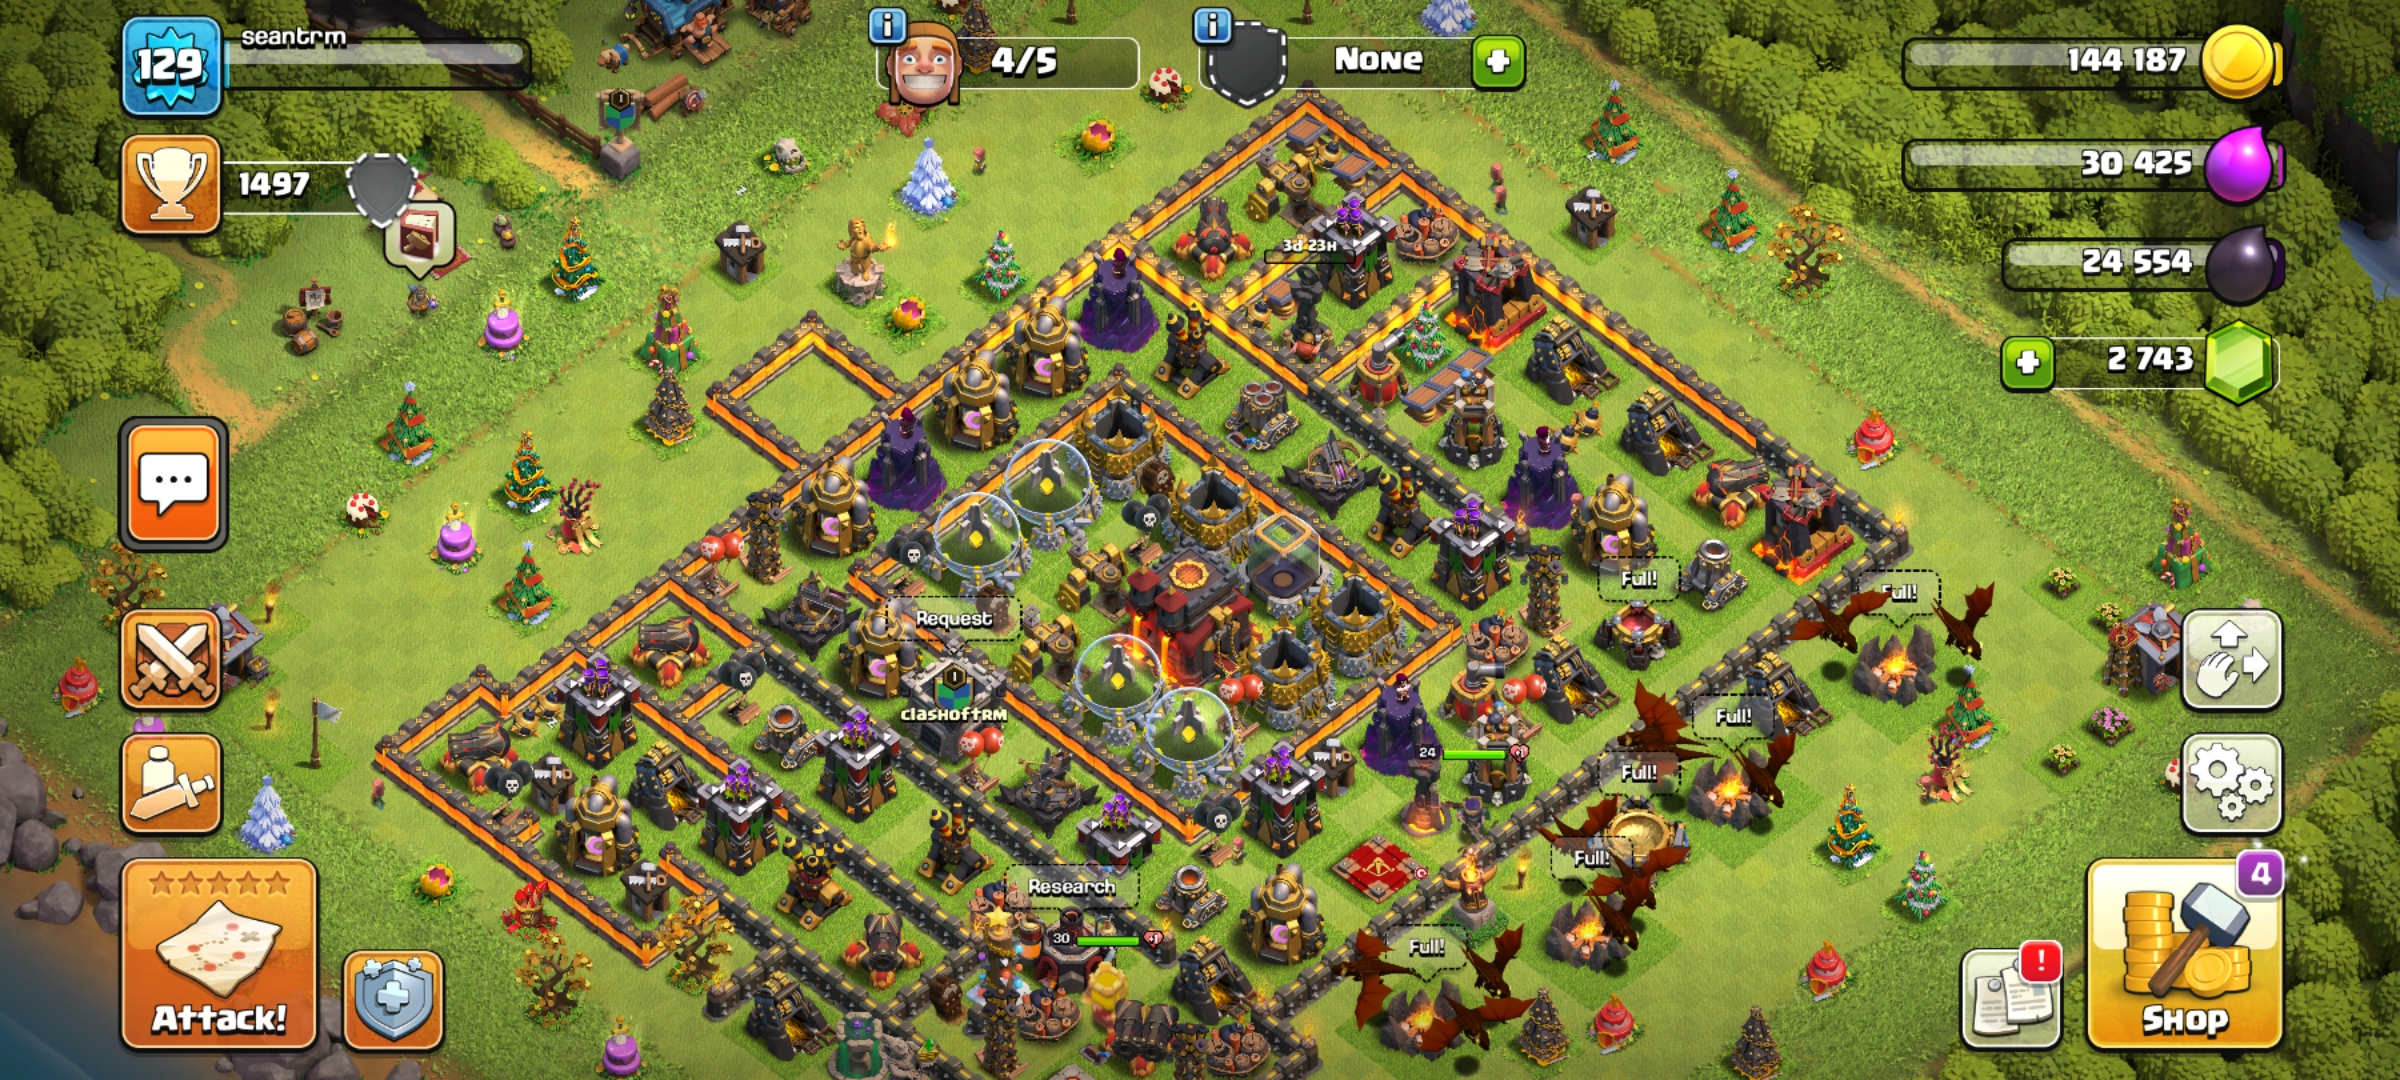 129
seantrm
4/5
None
144 187
1497
30 425
3d 23H
24 554
2 743
Full!
Full!
Request
clashofTRM
Full!
24
Full!
Full!
Research
30
Full!
4
Attack!
!
Shop